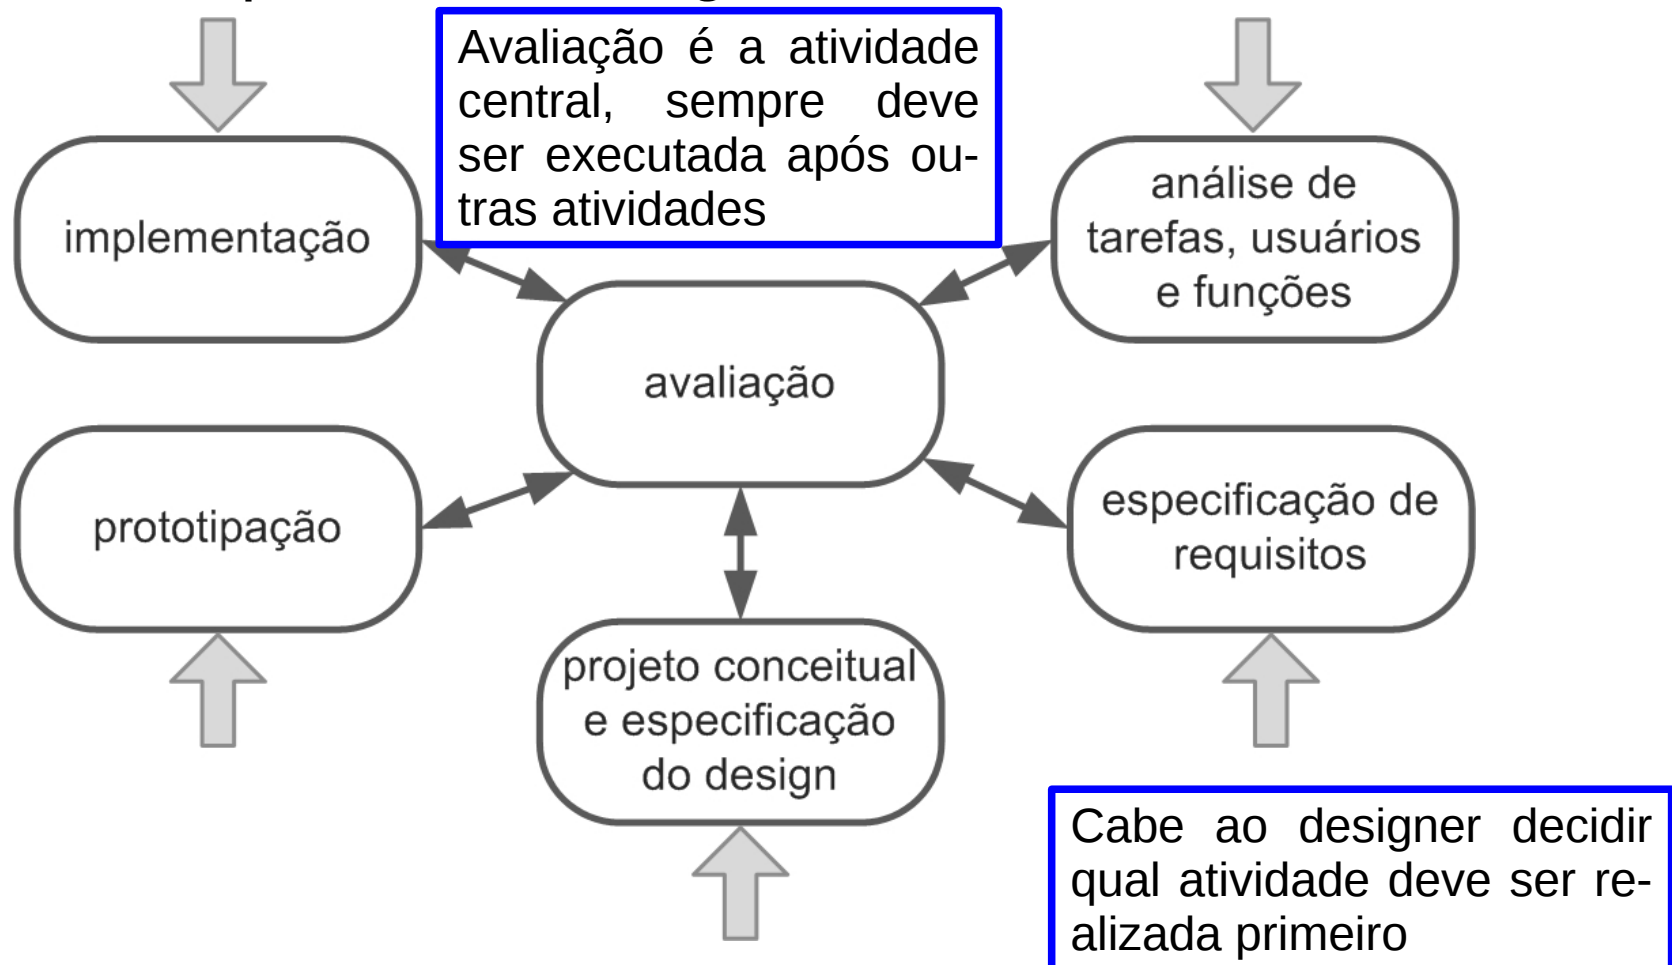 Avaliação é a atividade
central, sempre deve
ser executada após ou-
tras atividades
implementação
análise de
tarefas, usuários
e funções
avaliação
prototipação
especificação de
requisitos
projeto conceitual
e especificação
do design
Cabe ao designer decidir
qual atividade deve ser re-
alizada primeiro